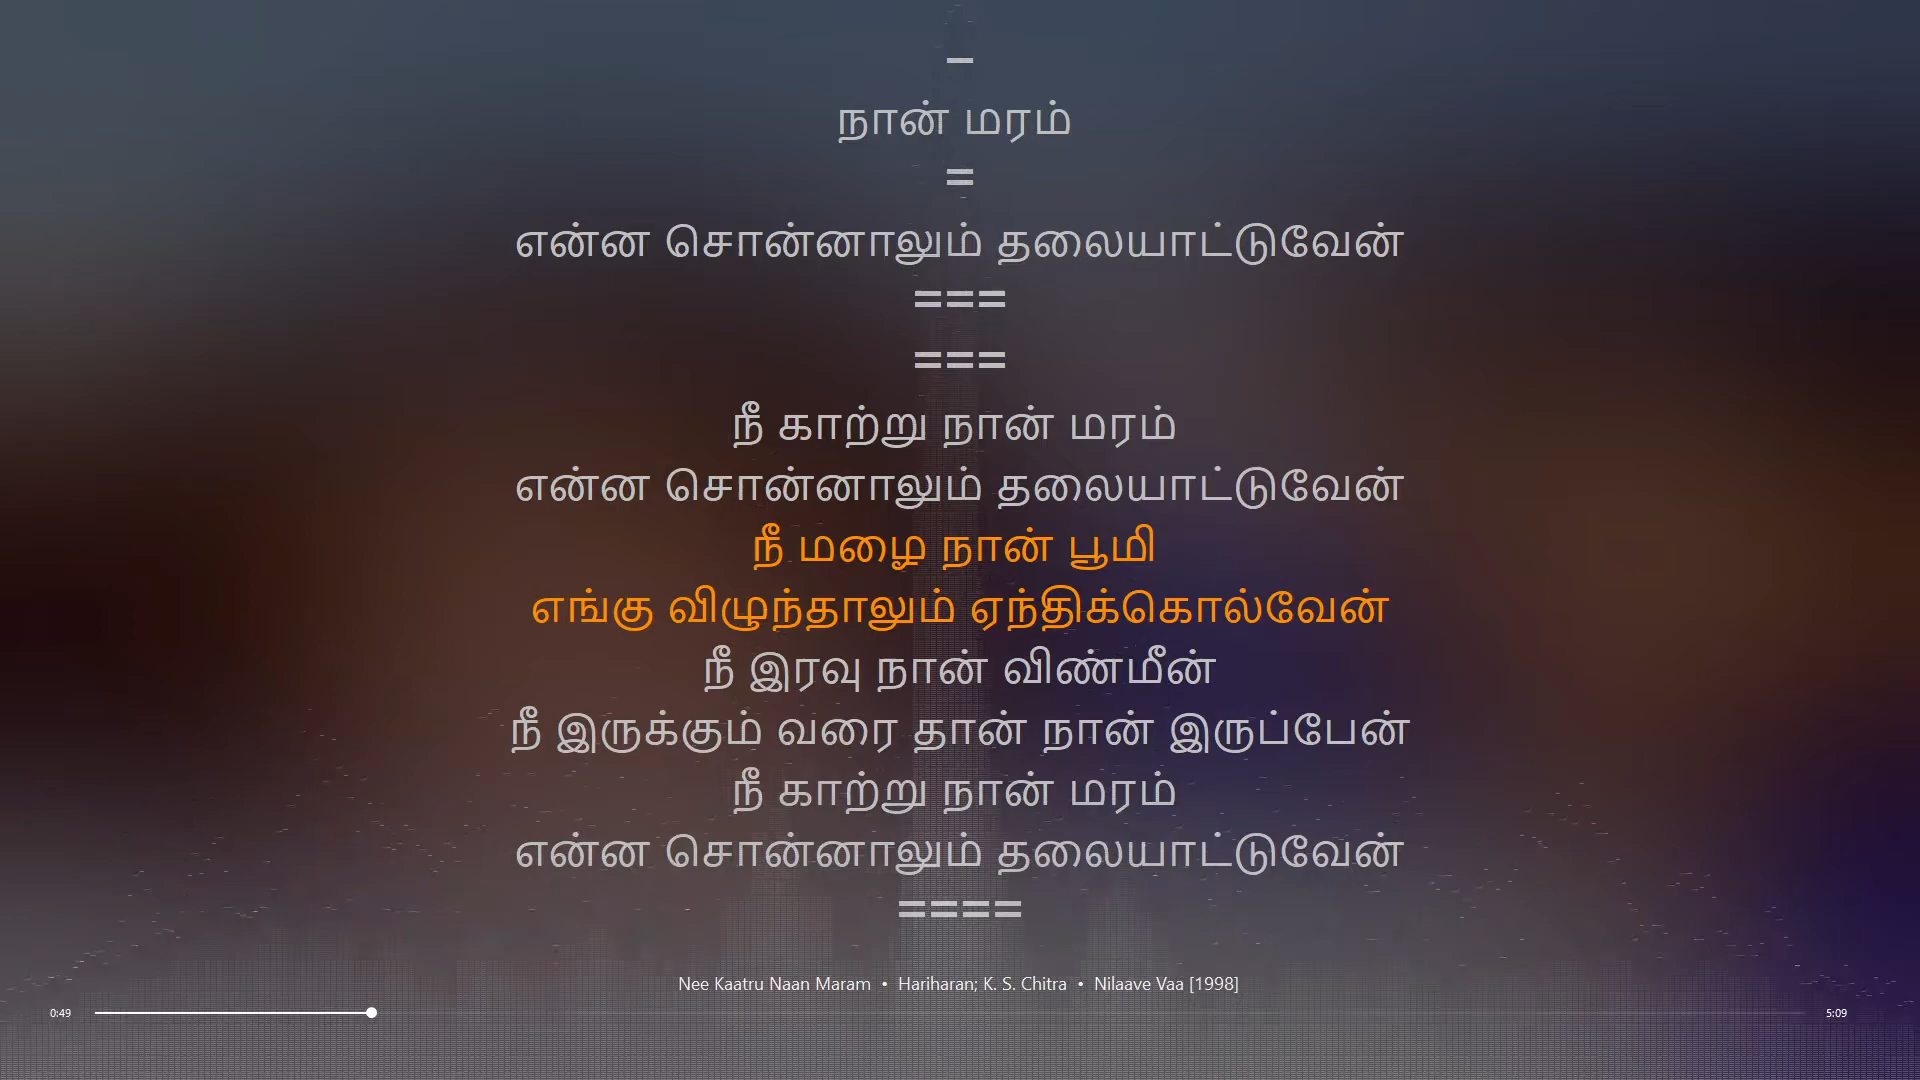 –
நான் மரம்
=
என்ன சொன்னாலும் தலையாட்டுவேன்
===
===
நீ காற்று நான் மரம்
என்ன சொன்னாலும் தலையாட்டுவேன்
நீ மழை நான் பூமி
எங்கு விழுந்தாலும் ஏந்திக்கொல்வேன்
நீ இரவு நான் விண்மீன்
நீ இருக்கும் வரை தான் நான் இருப்பேன்
நீ காற்று நான் மரம்
என்ன சொன்னாலும் தலையாட்டுவேன்
====
Nee Kaatru Naan Maram • Hariharan; K. S. Chitra • Nilaave Vaa [1998]
0:49 5:09